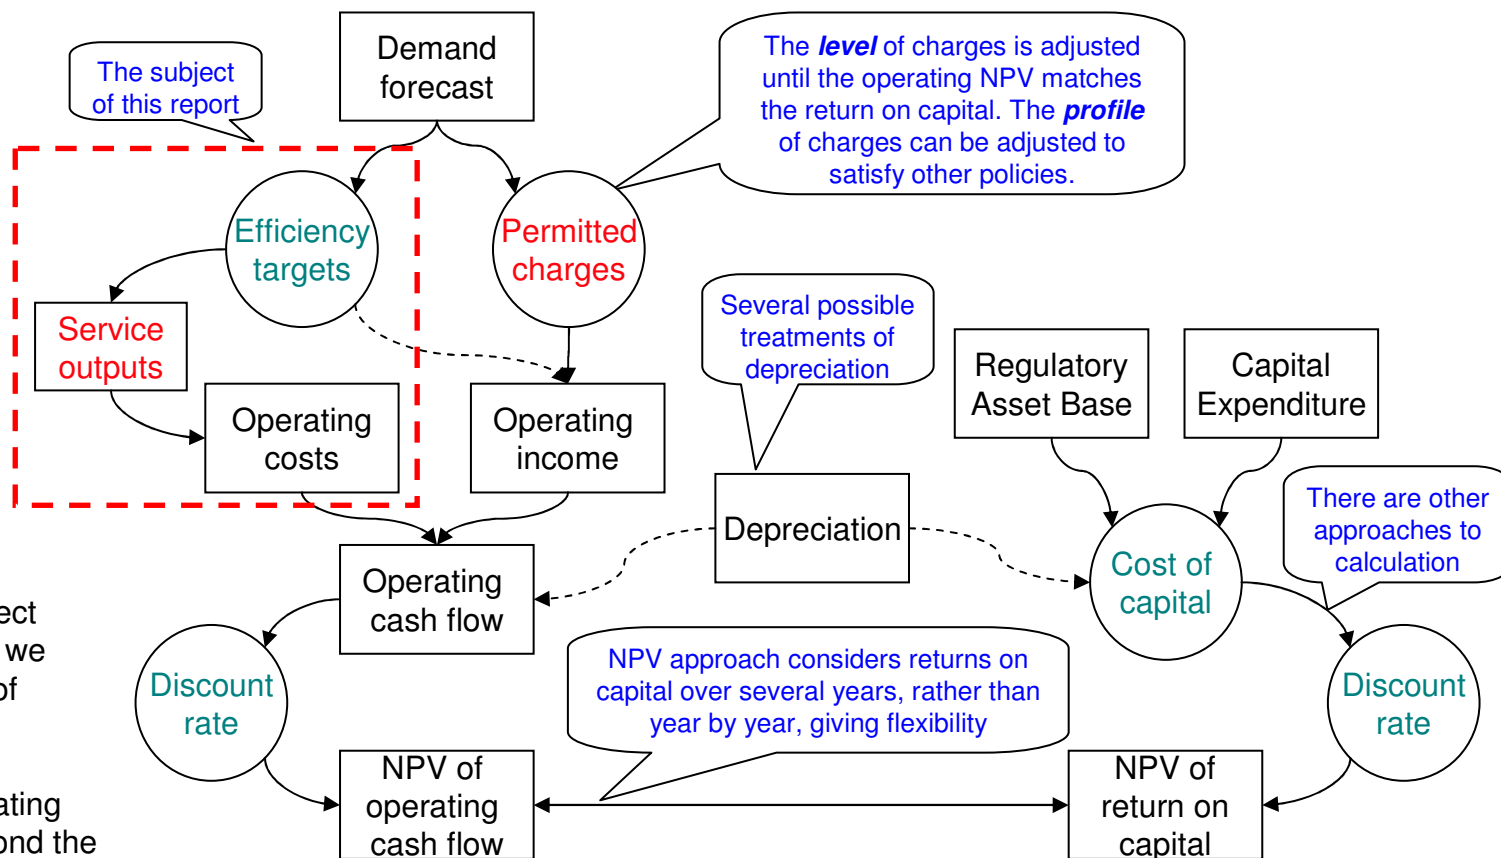 Demand
forecast
The subject
of this report
The level of charges is adjusted
until the operating NPV matches
the return on capital. The profile
of charges can be adjusted to
satisfy other policies.
Efficiency
targets
Permitted
charges
Service
outputs
Several possible
treatments of
depreciation
Regulatory
Asset Base
Capital
Expenditure
Operating
costs
Operating
income
Depreciation
There are other
approaches to
calculation
Operating
cash flow
Cost of
capital
ect
we
of
Discount
rate
NPV approach considers returns on
capital over several years, rather than
year by year, giving flexibility
Discount
rate
NPV of
operating
cash flow
NPV of
return on
capital
ating
ond the